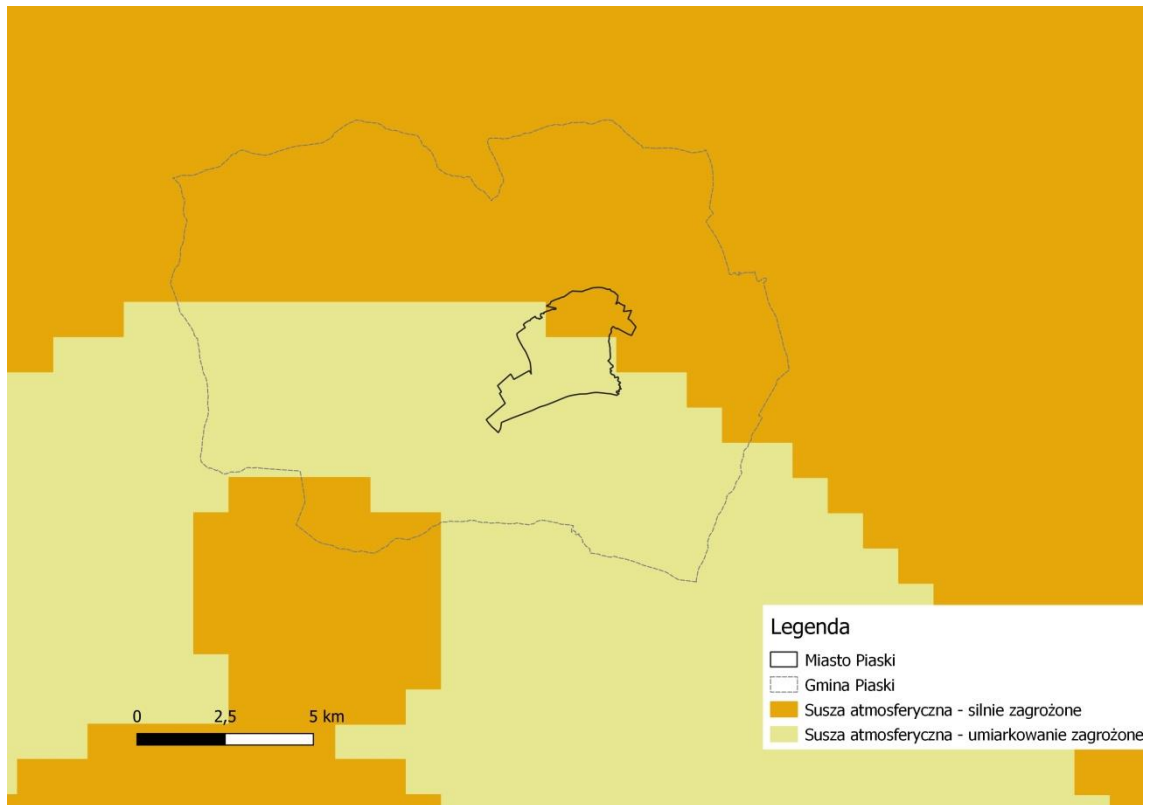 Legenda
Miasto Piaski
Gmina Piaski
Susza atmosferyczna - silnie zagrożone
Susza atmosferyczna - umiarkowanie zagrożone
0 2,5 5 km